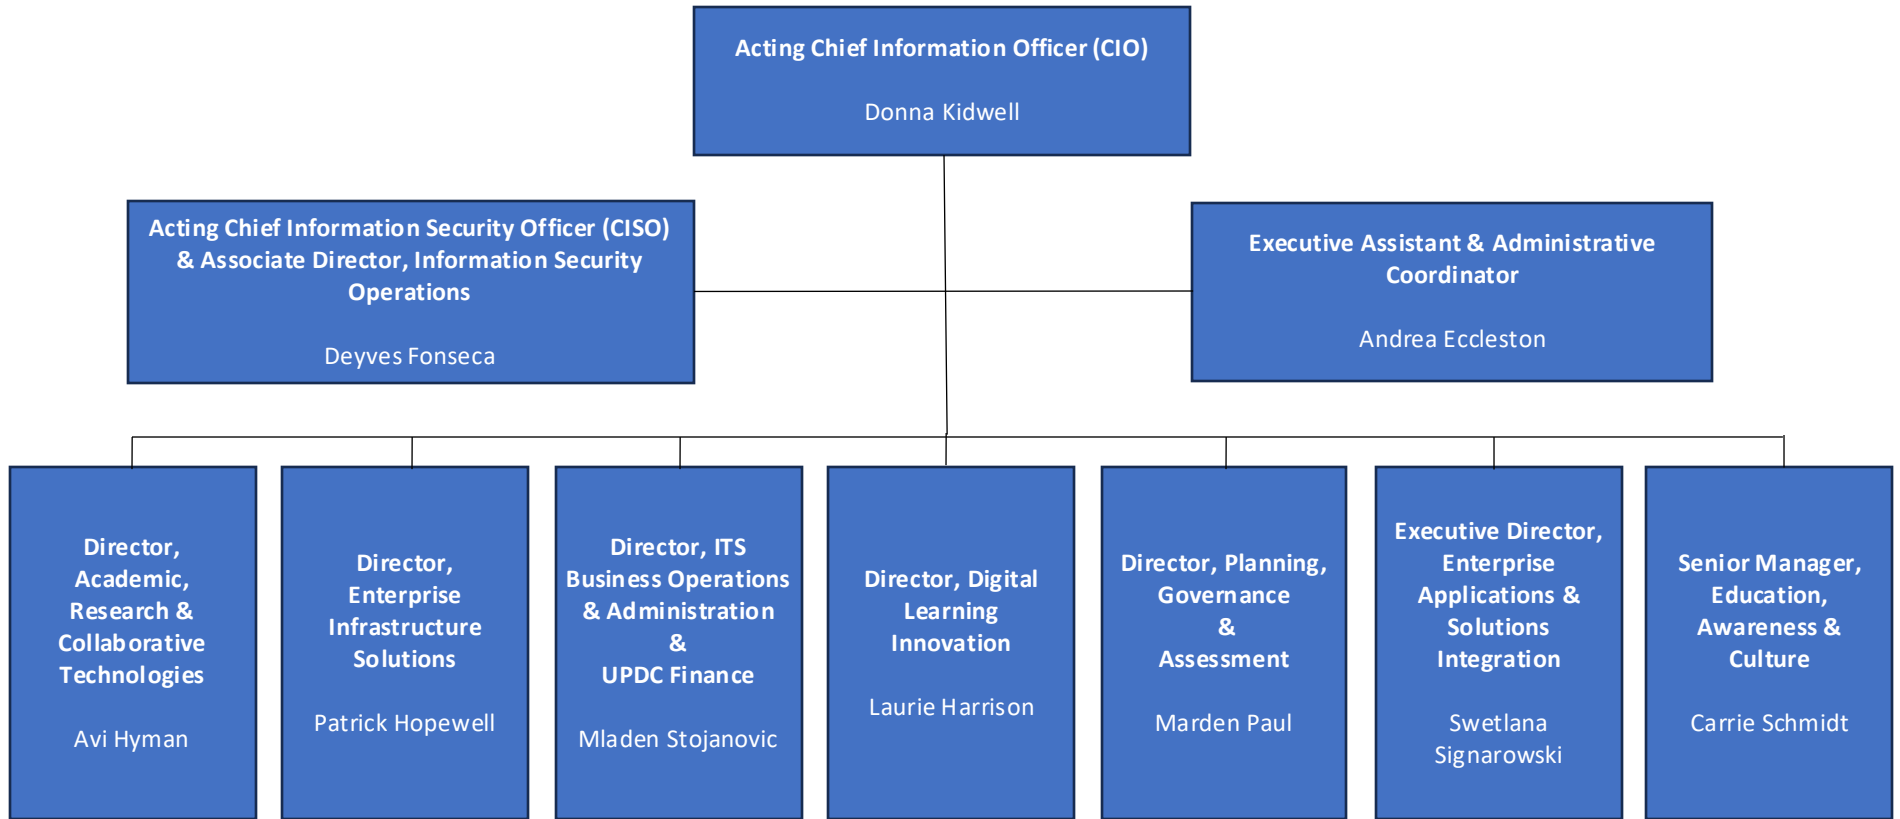 Acting Chief Information Officer (CIO)
Donna Kidwell
Acting Chief Information Security Officer (CISO)
& Associate Director, Information Security
Operations
Deyves Fonseca
Executive Assistant & Administrative
Coordinator
Andrea Eccleston
Director,
Academic,
Research &
Collaborative
Technologies
Avi Hyman
Director,
Enterprise
Infrastructure
Solutions
Patrick Hopewell
Director, ITS
Business Operations
& Administration
&
UPDC Finance
Mladen Stojanovic
Director, Digital
Learning
Innovation
Laurie Harrison
Director, Planning,
Governance
&
Assessment
Marden Paul
Executive Director,
Enterprise
Applications &
Solutions
Integration
Swetlana
Signarowski
Senior Manager,
Education,
Awareness &
Culture
Carrie Schmidt